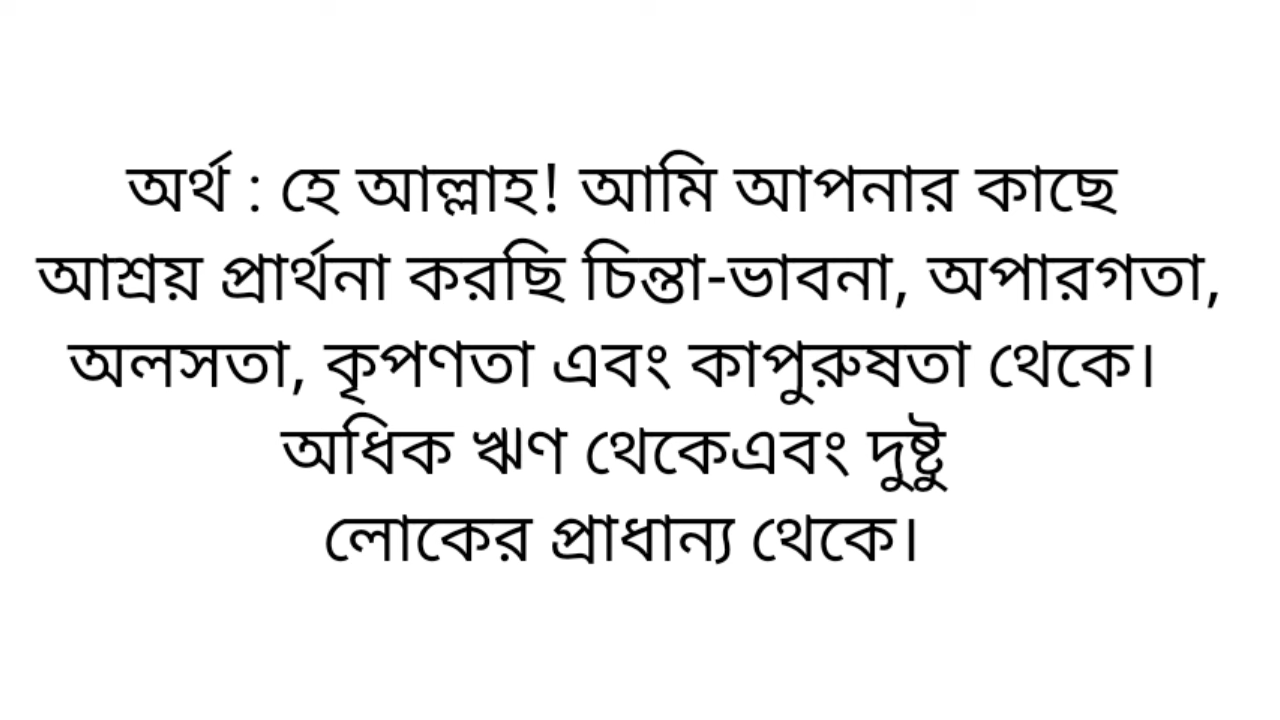 অর্থ : হে আল্লাহ! আমি আপনার কাছে
আশ্রয় প্রার্থনা করছি চিন্তা-ভাবনা, অপারগতা,
অলসতা, কৃপণতা এবং কাপুরুষতা থেকে।
অধিক ঋণ থেকেএবং দুষ্টু
লোকের প্রাধান্য থেকে।